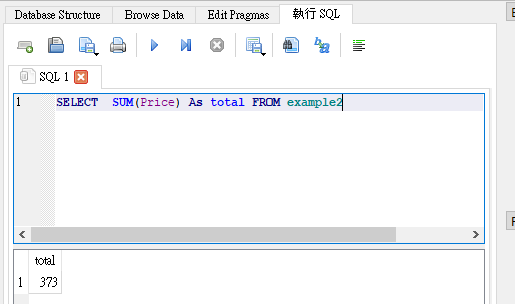 Database Structure Browse Data Edit Pragmas 執行 SQL
SQL 1
1 SELECT  SUM(Price) As total FROM example2
total
1 373